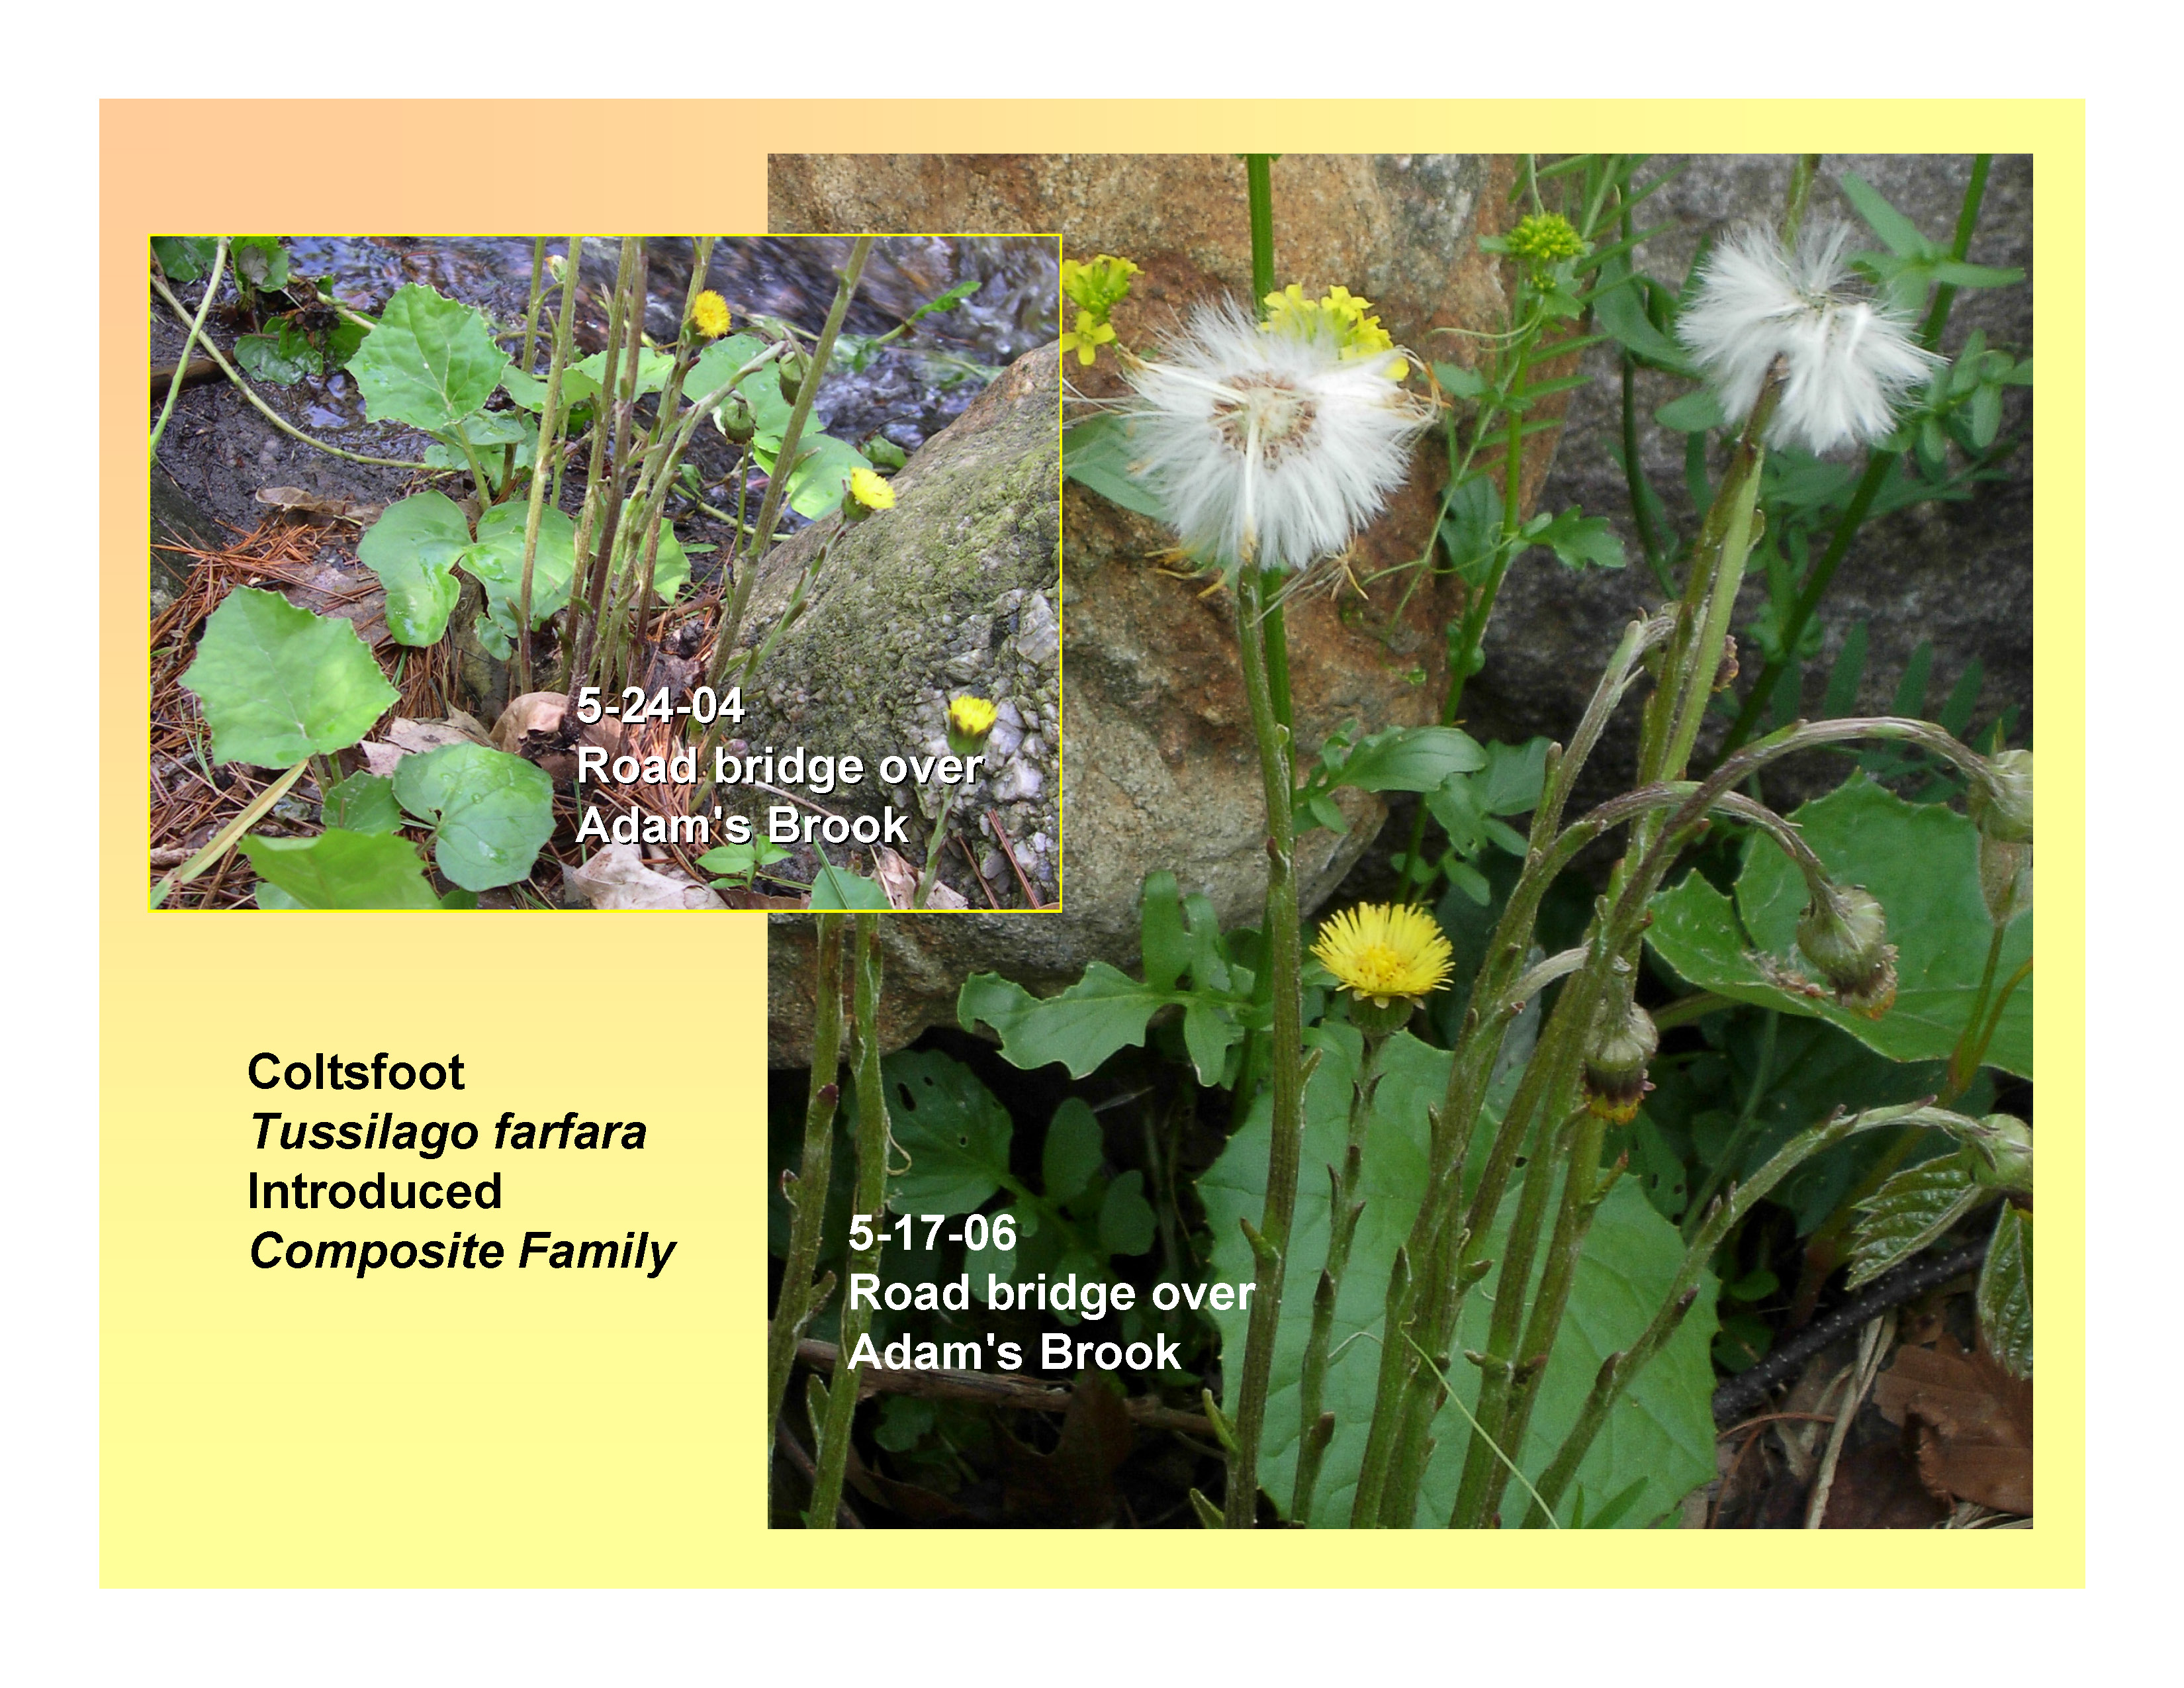 5-24-04
Road bridge over
Adam's Brook
Coltsfoot
Tussilago farfara
Introduced
Composite Family
5-17-06
Road bridge over
Adam's Brook